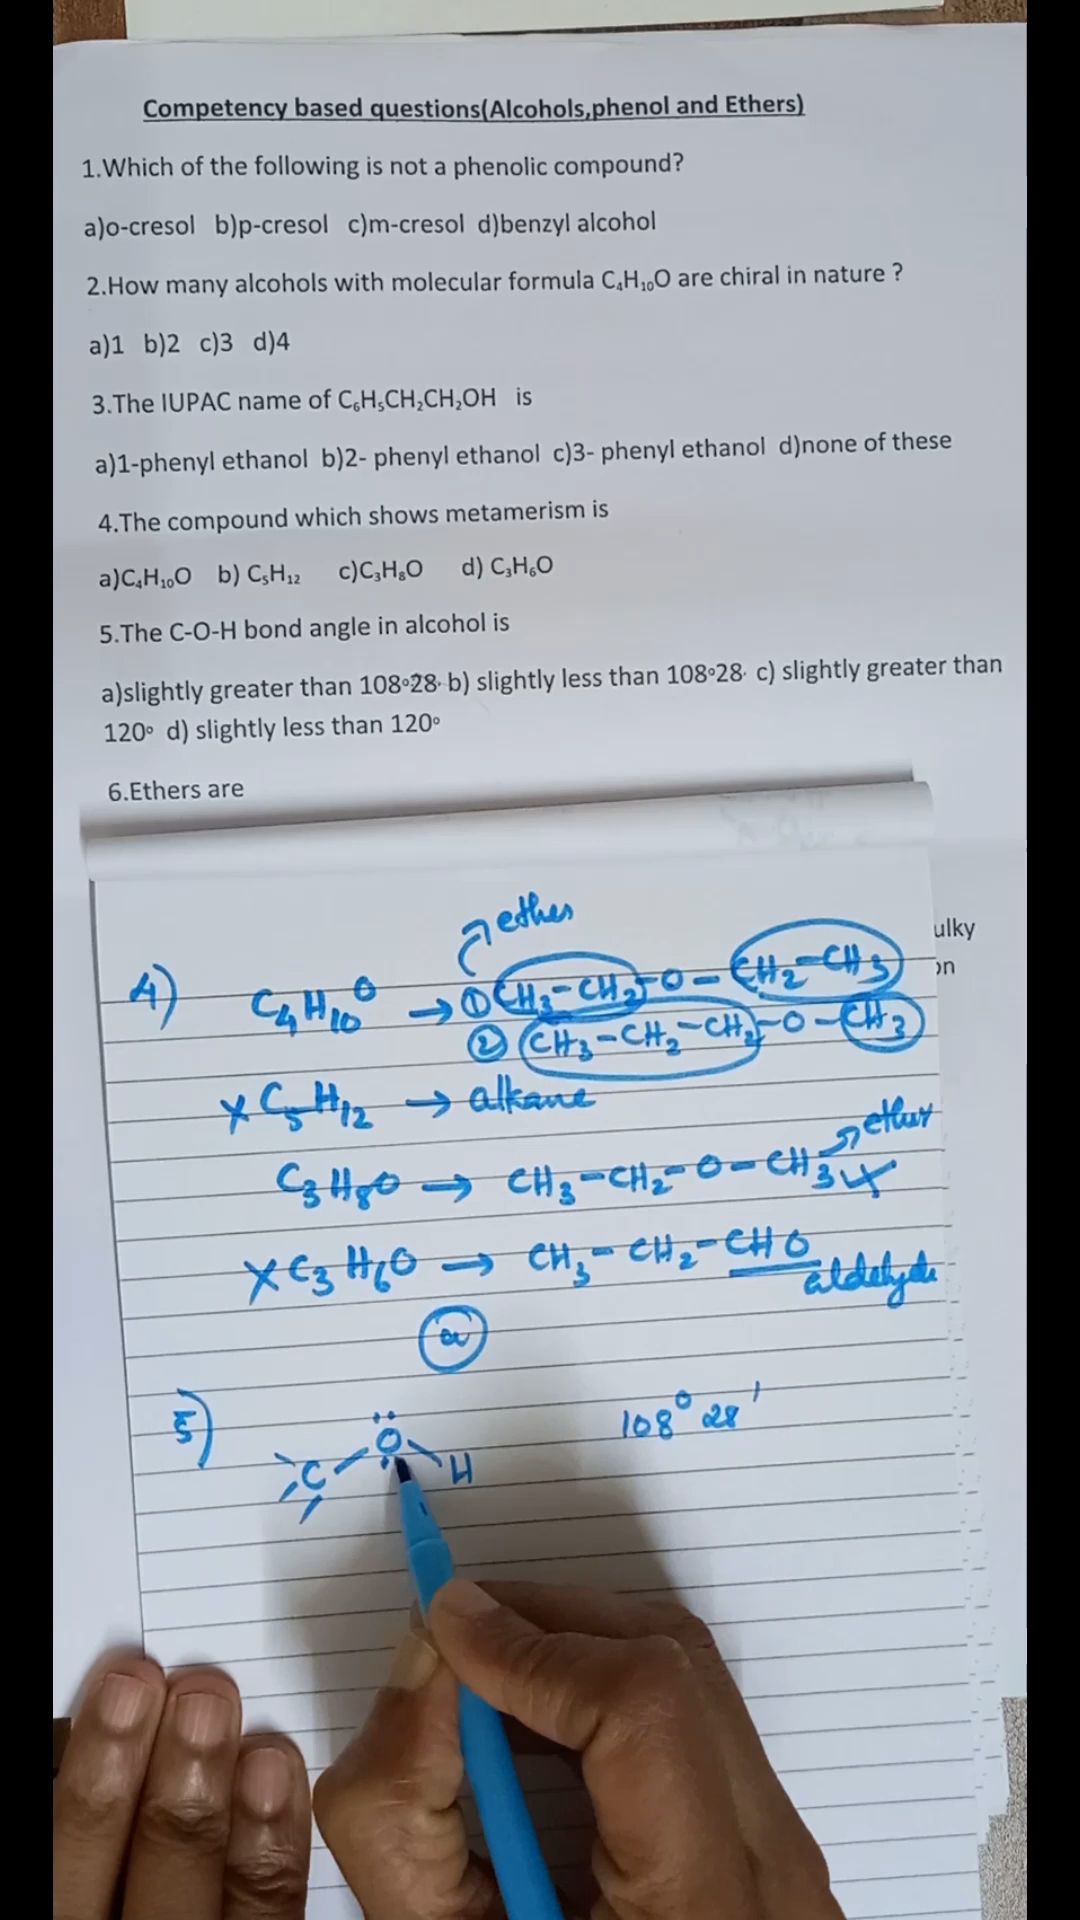 Competency based questions(Alcohols,phenol and Ethers)
1.Which of the following is not a phenolic compound?
a)o-cresol b)p-cresol c)m-cresol d)benzyl alcohol
2.How many alcohols with molecular formula C₄H₁₀O are chiral in nature ?
a)1 b)2 c)3 d)4
3.The IUPAC name of C₆H₅CH₂CH₂OH is
a)1-phenyl ethanol b)2- phenyl ethanol c)3- phenyl ethanol d)none of these
4.The compound which shows metamerism is
a)C₄H₁₀O b) C₅H₁₂ c)C₃H₈O d) C₃H₆O
5.The C-O-H bond angle in alcohol is
a)slightly greater than 108°28· b) slightly less than 108°28· c) slightly greater than
120° d) slightly less than 120°
6.Ethers are
ulky
on
ether
4) C₄H₁₀O → ① CH₃-CH₂-O-CH₂-CH₃
② CH₃-CH₂-CH₂-O-CH₃
× C₅H₁₂ → alkane
ether
C₃H₈O → CH₃-CH₂-O-CH₃ ×
× C₃H₆O → CH₃-CH₂-CHO
aldehyde
a
5) C O H 108° 28'